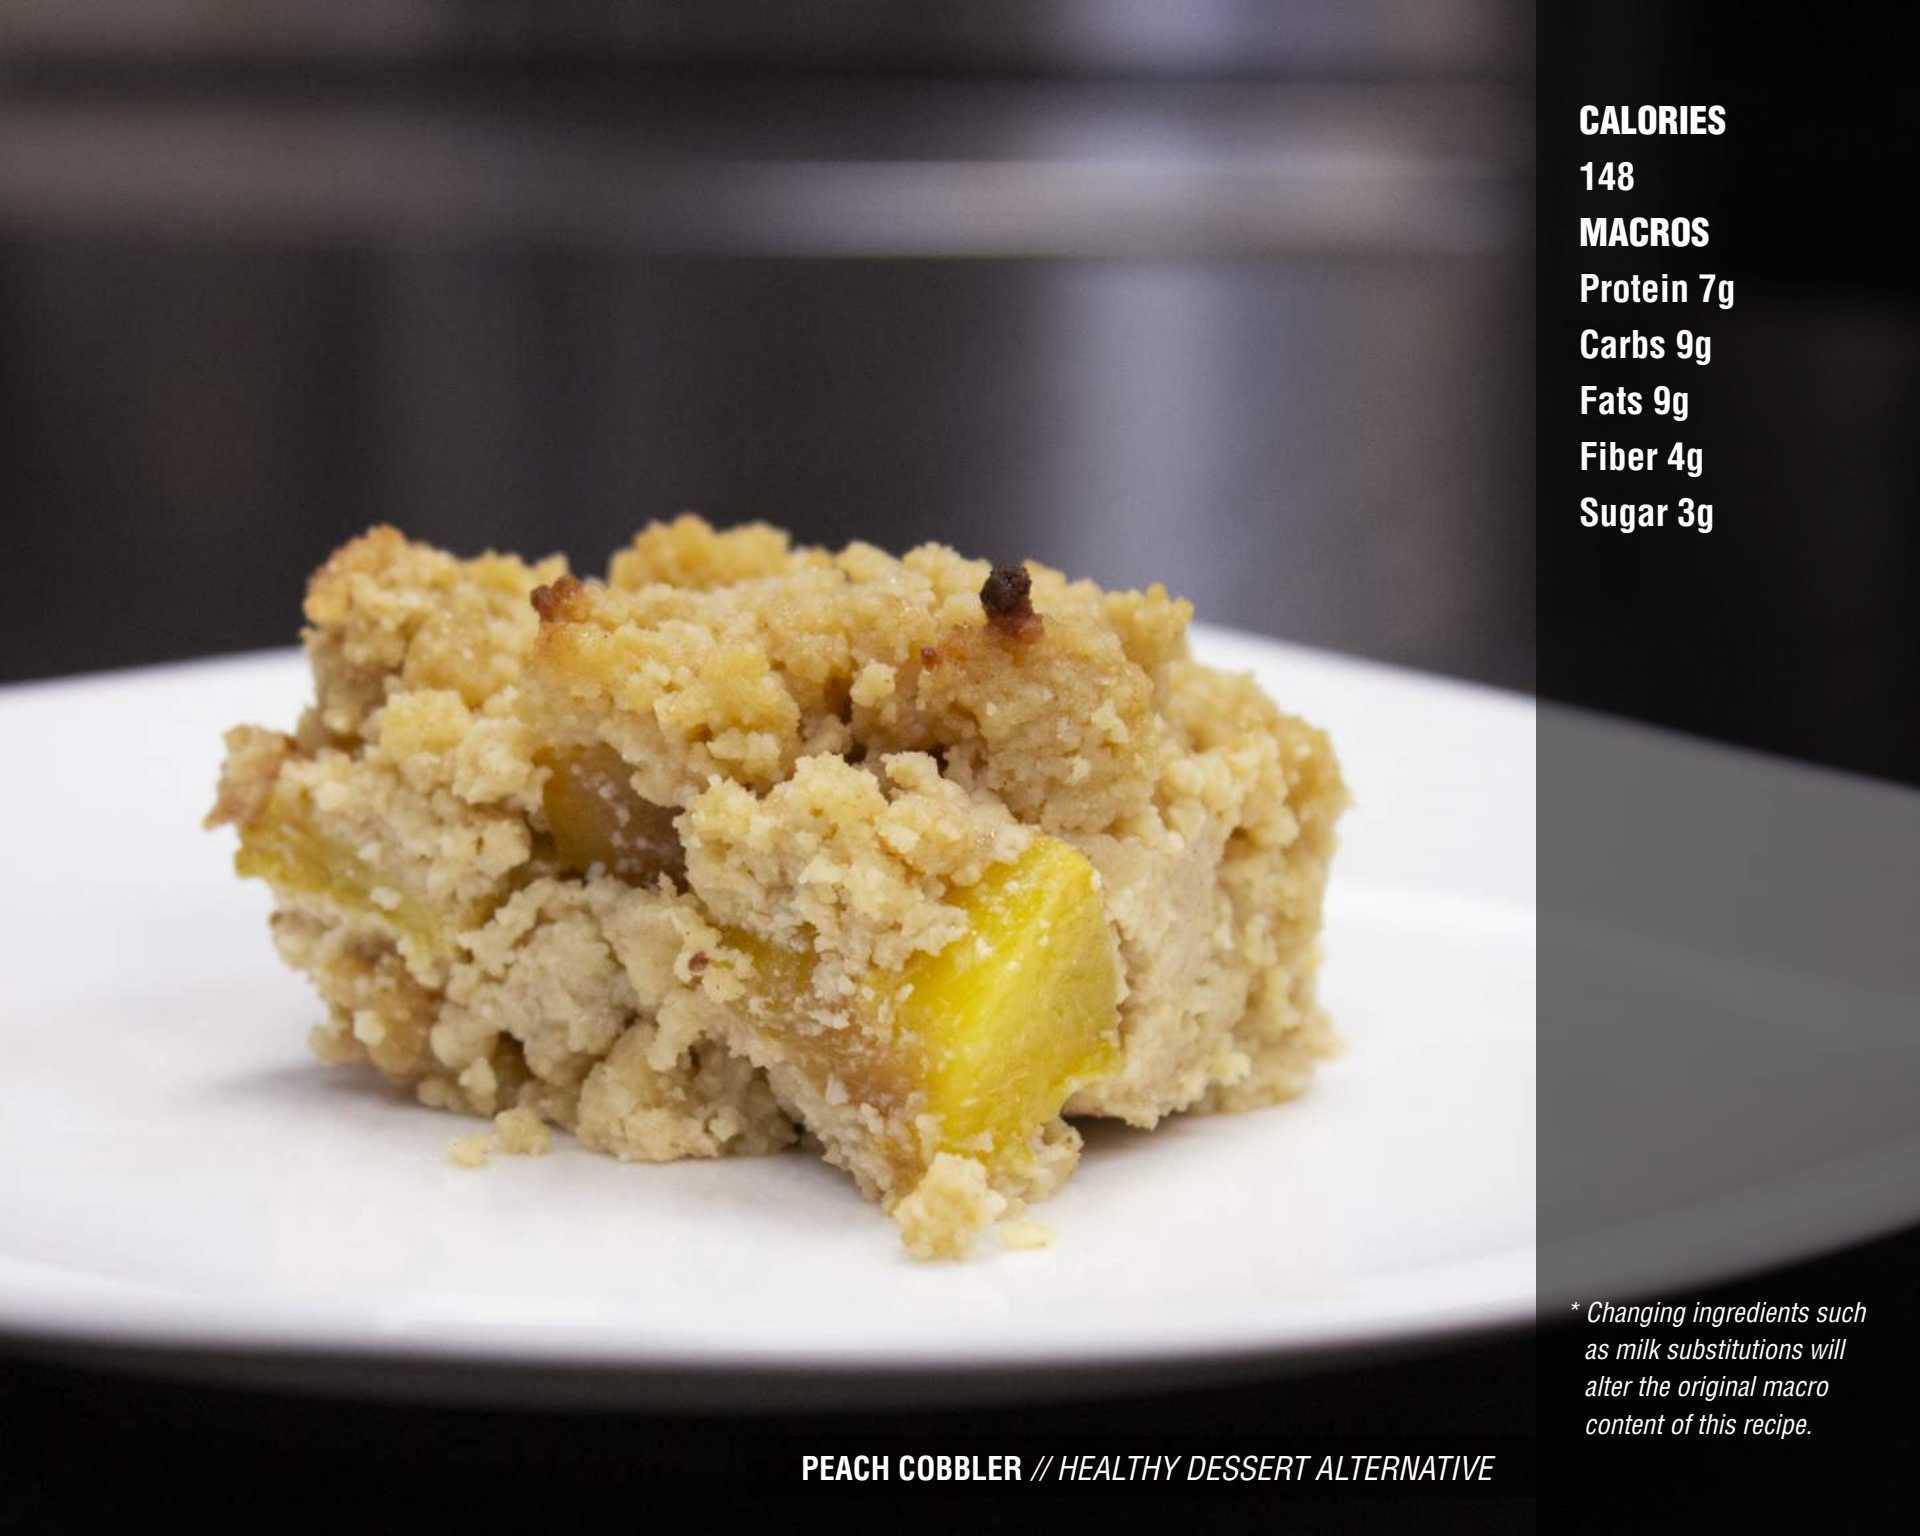 CALORIES
148
MACROS
Protein 7g
Carbs 9g
Fats 9g
Fiber 4g
Sugar 3g
* Changing ingredients such
as milk substitutions will
alter the original macro
content of this recipe.
PEACH COBBLER // HEALTHY DESSERT ALTERNATIVE